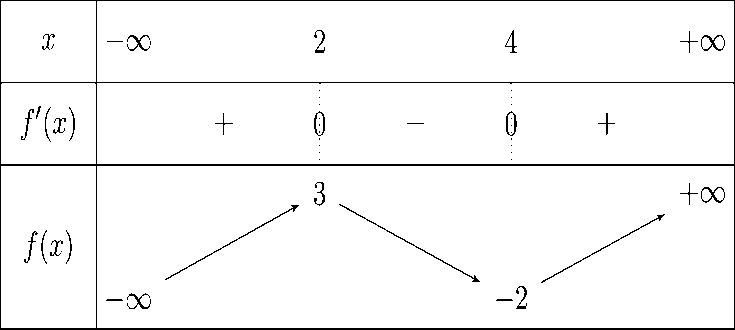 x −∞ 2 4 +∞
f′(x) + 0 − 0 +
3 +∞
f(x)
−∞ −2